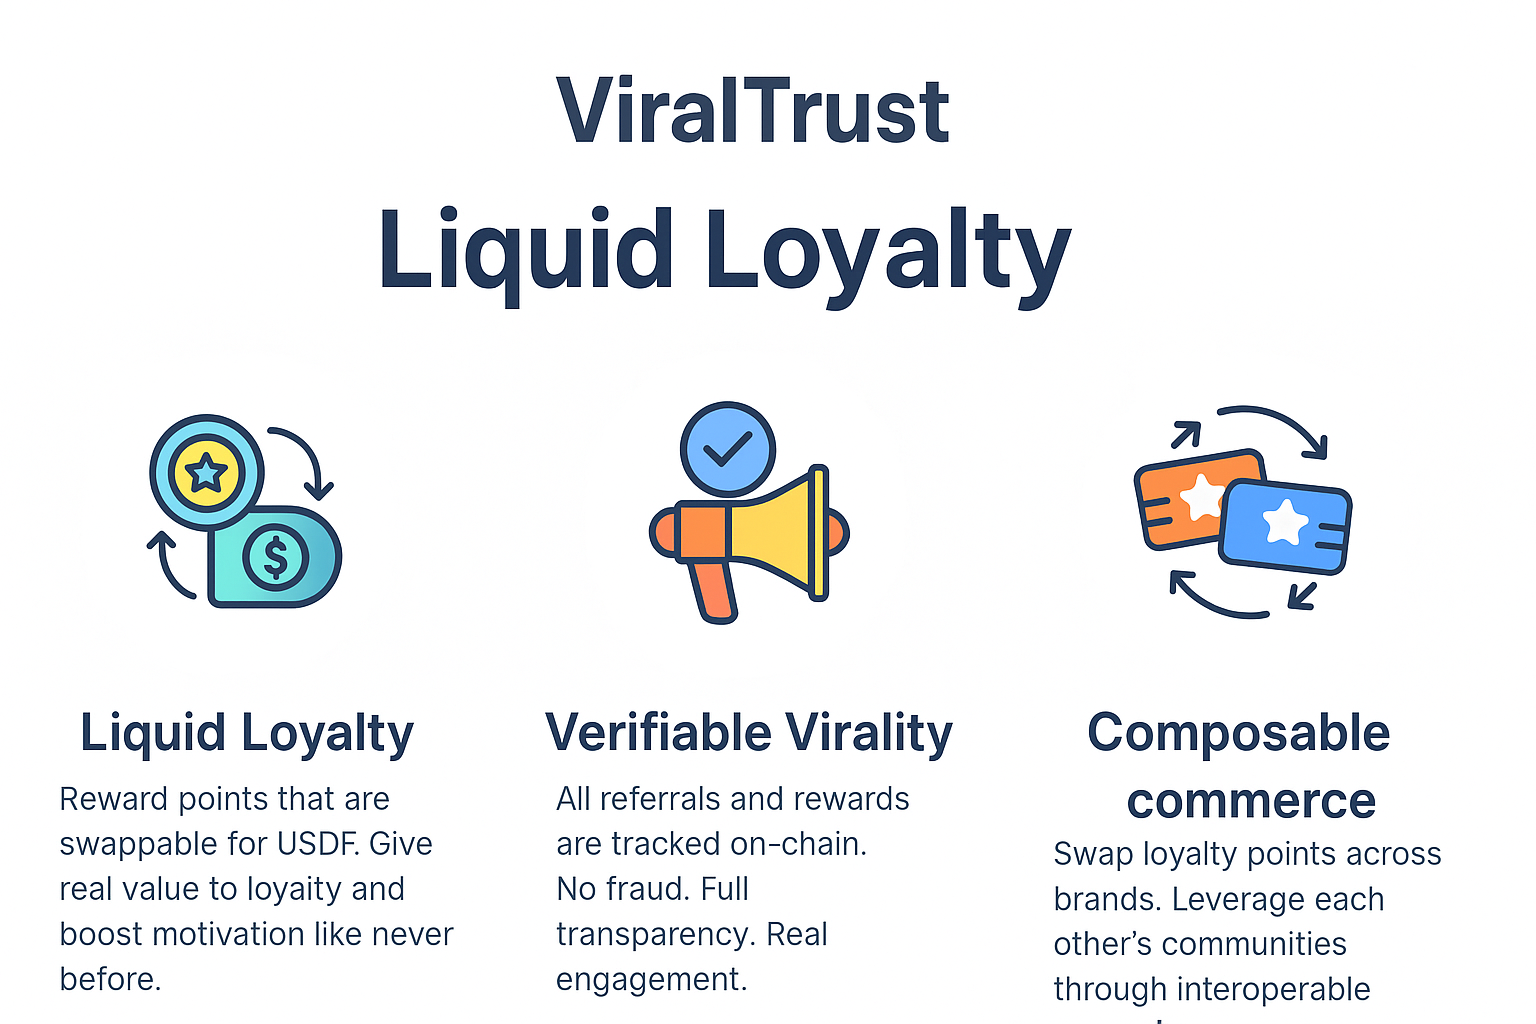 ViralTrust
Liquid Loyalty
Liquid Loyalty
Reward points that are
swappable for USDF. Give
real value to loyaity and
boost motivation like never
before.
Verifiable Virality
All referrals and rewards
are tracked on-chain.
No fraud. Full
transparency. Real
engagement.
Composable
commerce
Swap loyalty points across
brands. Leverage each
other’s communities
through interoperable